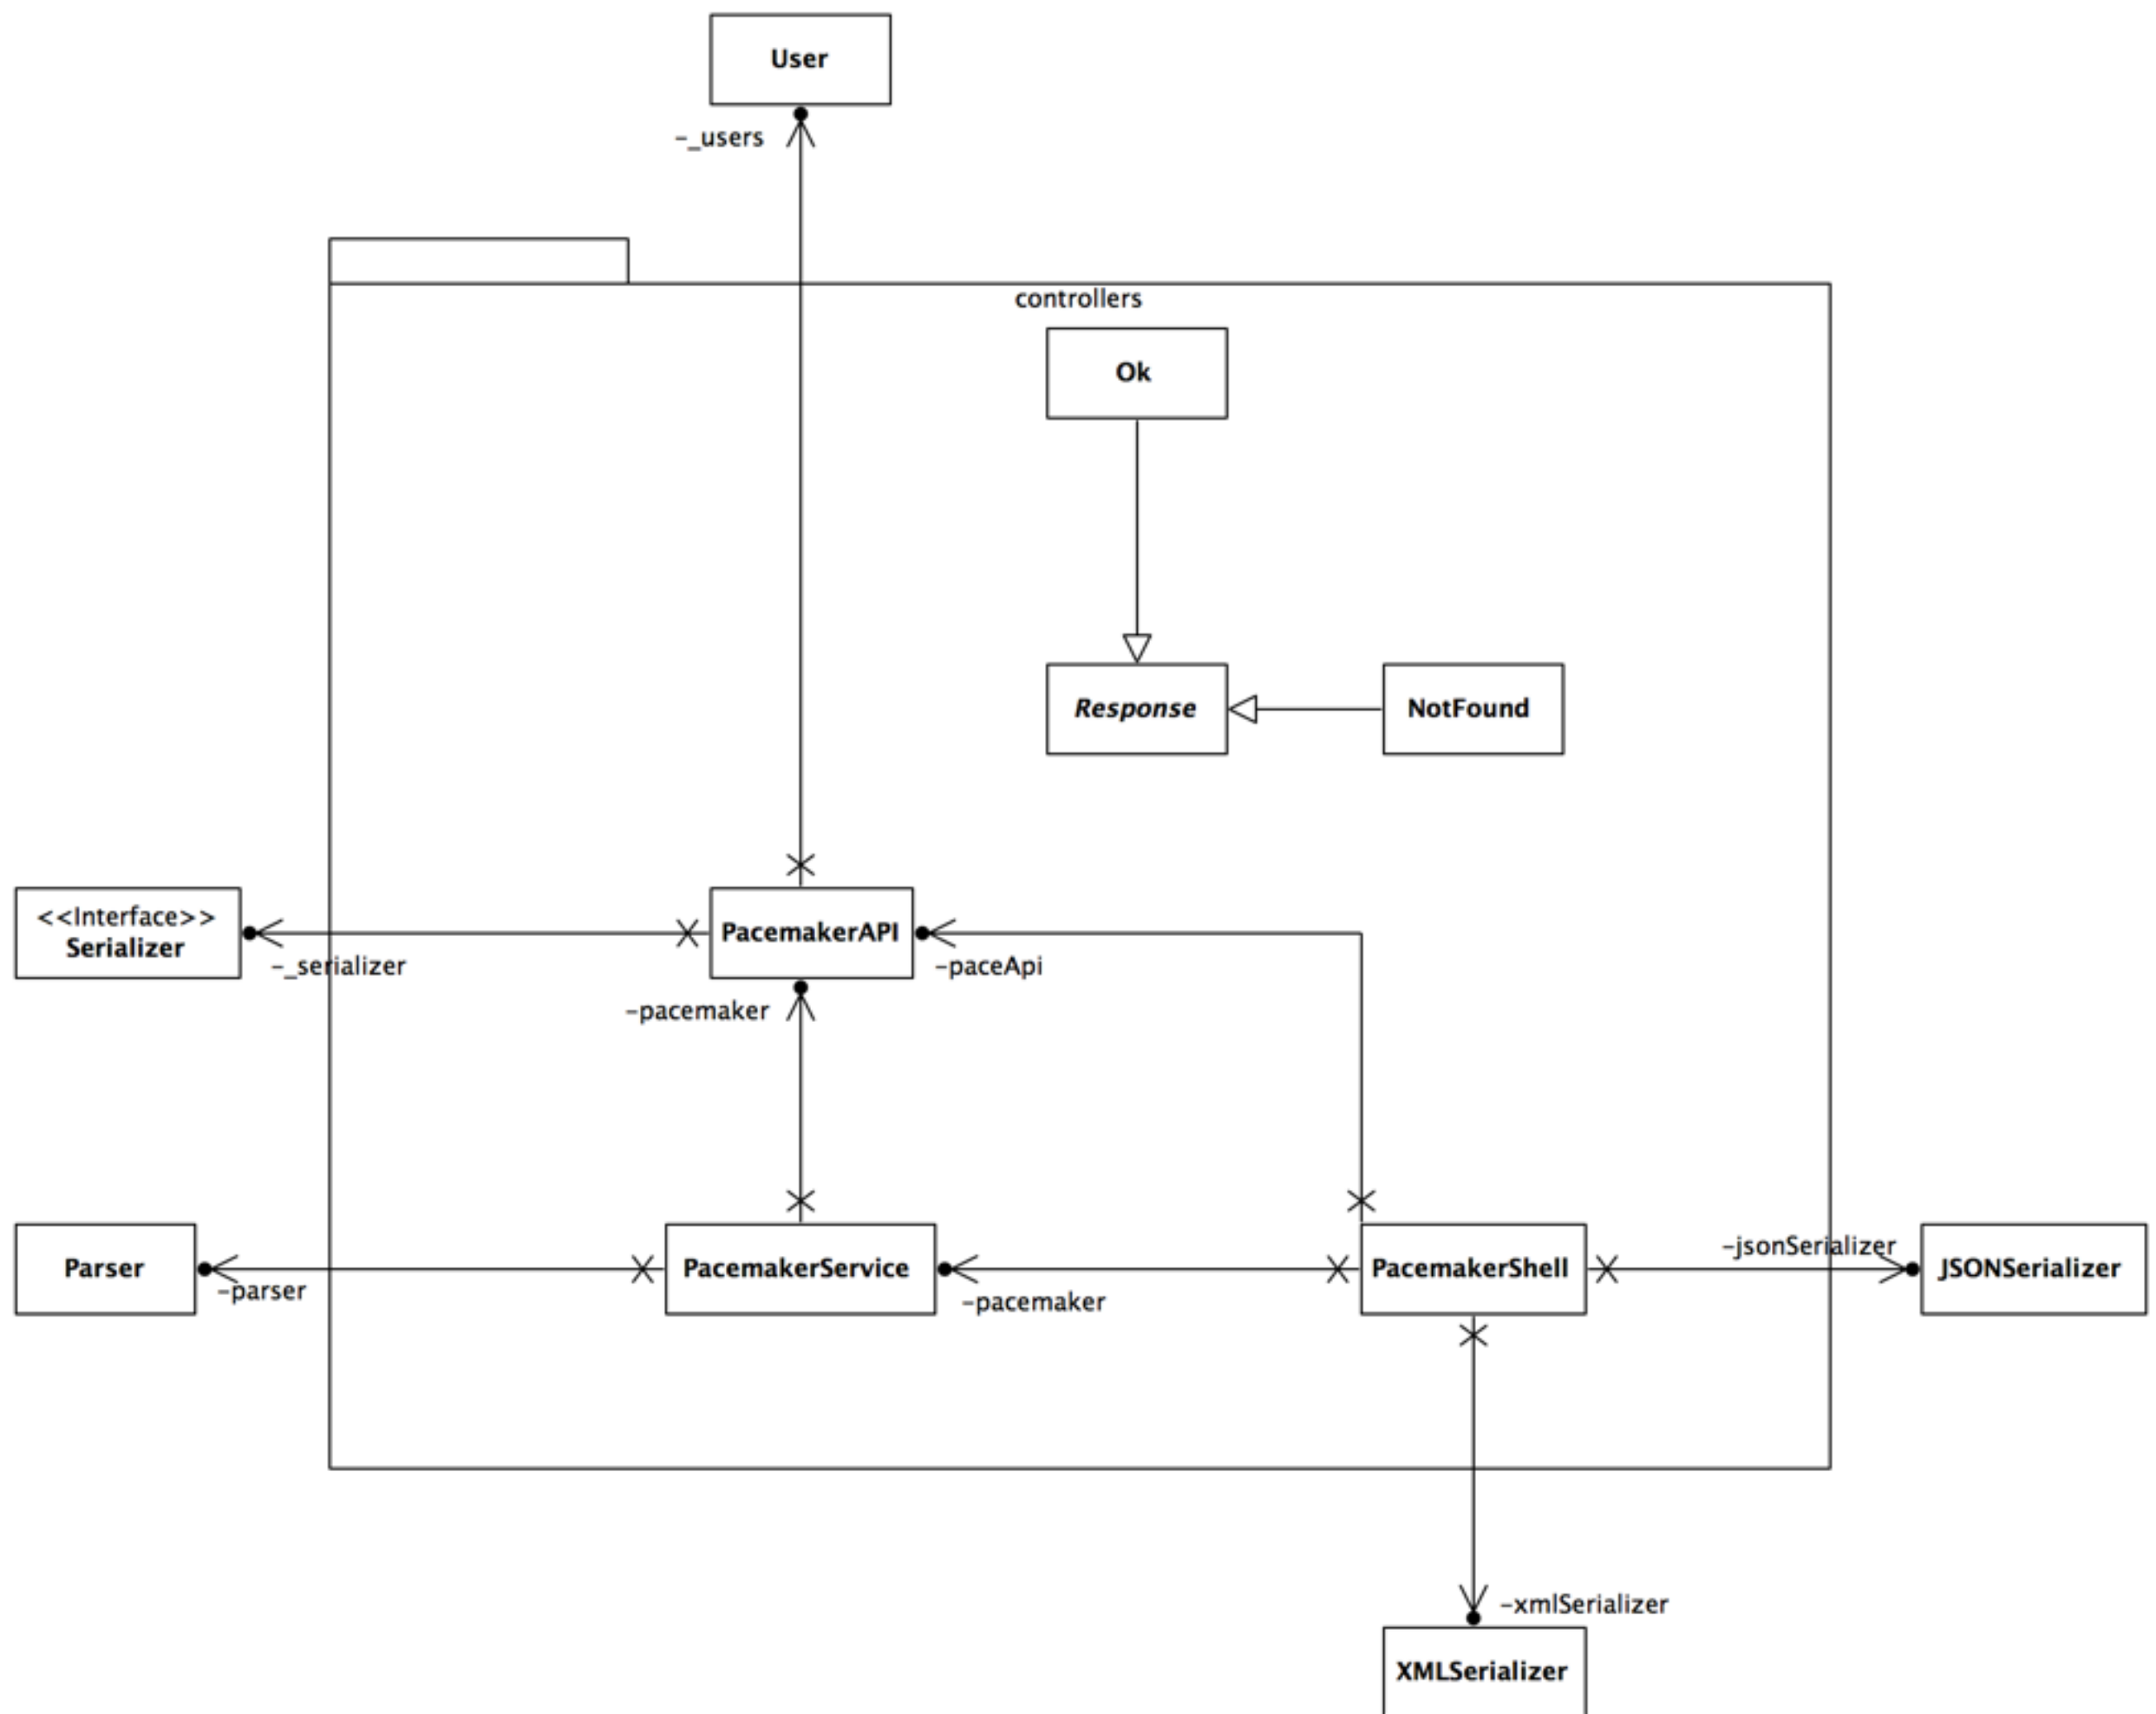 User
-_users
controllers
Ok
Response
NotFound
<<Interface>>
Serializer
-_serializer
PacemakerAPI
-paceApi
-pacemaker
Parser
-parser
PacemakerService
-pacemaker
PacemakerShell
-jsonSerializer
JSONSerializer
-xmlSerializer
XMLSerializer